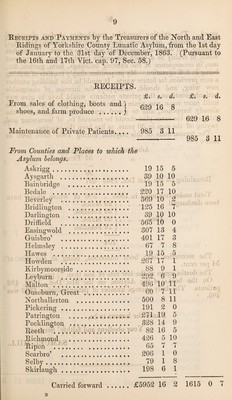 9
RECEIPTS AND PAYMENTS by the Treasurers of the North and East
Ridings of Yorkshire County Lunatic Asylum, from the 1st day
of January to the 31st day of December, 1863. (Pursuant to
the 16th and 17th Vict. cap. 97, Sec. 58.)
RECEIPTS.
£. s. d. £. s. d.
From sales of clothing, boots and } 629 16 8
shoes, and farm produce ......
629 16 8
Maintenance of Private Patients.... 985 3 11
985 3 11
From Counties and Places to which the
Asylum belongs.
Askrigg .................... 19 15 5
Aysgarth .................... 39 10 10
Bainbridge .................... 19 15 5
Bedale .................... 220 17 10
Beverley .................... 569 10 2
Bridlington .................... 125 16 7
Darlington .................... 39 10 10
Driffield .................... 565 10 0
Easingwold .................... 307 13 4
Guisbro' .................... 401 17 3
Helmsley .................... 67 7 8
Hawes .................... 19 15 5
Howden .................... 267 17 1
Kirbymoorside .................... 88 9 1
Leyburn .................... 292 6 9
Malton .................... 496 10 11
Ouseburn, Great .................... 60 7 11
Northallerton .................... 500 8 11
Pickering .................... 191 2 0
Patrington .................... 271 19 5
Pocklington .................... 328 14 9
Reeth .................... 82 16 5
Richmond .................... 426 5 10
Ripon .................... 65 7 7
Scarbro' .................... 206 1 0
Selby .................... 79 1 8
Skirlaugh .................... 198 6 1
Carried forward ...... £5952 16 2 1615 0 7
B